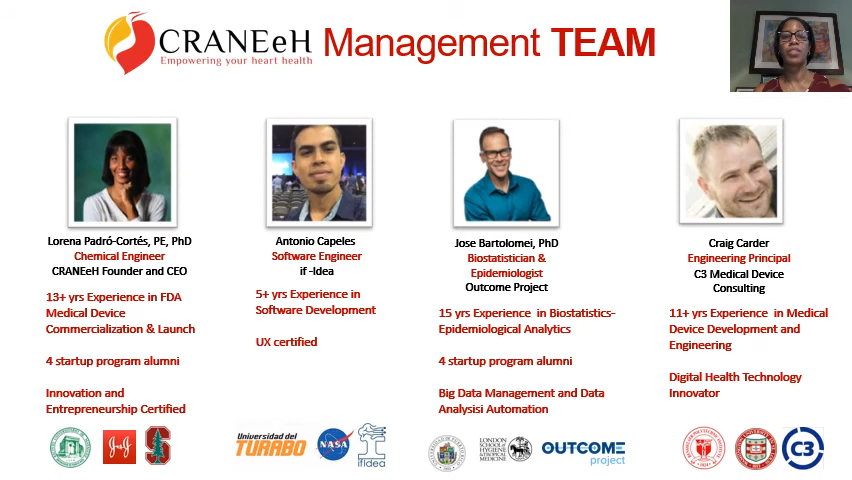 CRANEeH Management TEAM
Empowering your heart health
Lorena Padró-Cortés, PE, PhD
Chemical Engineer
CRANEeH Founder and CEO
13+ yrs Experience in FDA
Medical Device
Commercialization & Launch
4 startup program alumni
Innovation and
Entrepreneurship Certified
Antonio Capeles
Software Engineer
if -Idea
5+ yrs Experience in
Software Development
UX certified
Jose Bartolomei, PhD
Biostatistician &
Epidemiologist
Outcome Project
15 yrs Experience in Biostatistics-
Epidemiological Analytics
4 startup program alumni
Big Data Management and Data
Analysisi Automation
Craig Carder
Engineering Principal
C3 Medical Device
Consulting
11+ yrs Experience in Medical
Device Development and
Engineering
Digital Health Technology
Innovator
J&J
S
Universidad del
TURABO
NASA
ifIdea
LONDON
SCHOOL of
HYGIENE
&TROPICAL
MEDICINE
OUTCOME
project
C3